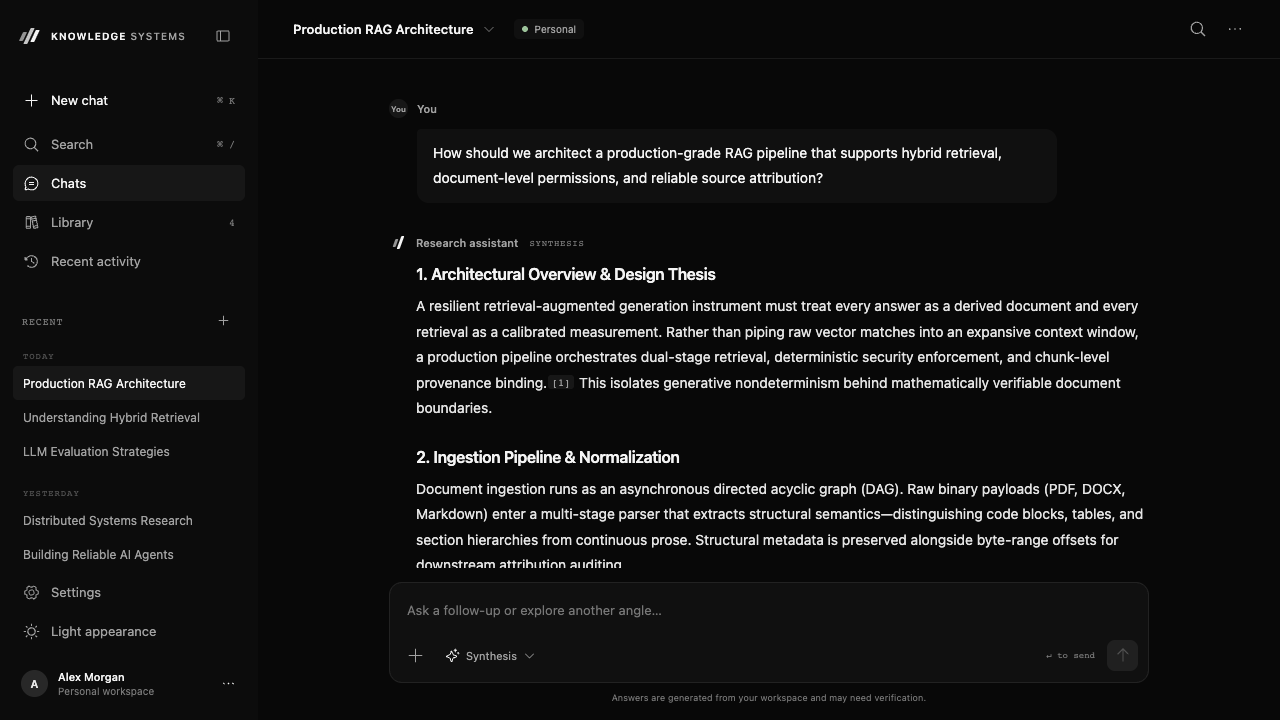 KNOWLEDGE SYSTEMS
New chat ⌘ K
Search ⌘ /
Chats
Library 4
Recent activity
RECENT
TODAY
Production RAG Architecture
Understanding Hybrid Retrieval
LLM Evaluation Strategies
YESTERDAY
Distributed Systems Research
Building Reliable AI Agents
Settings
Light appearance
A
Alex Morgan
Personal workspace
Production RAG Architecture
Personal
You You
How should we architect a production-grade RAG pipeline that supports hybrid retrieval,
document-level permissions, and reliable source attribution?
Research assistant SYNTHESIS
1. Architectural Overview & Design Thesis
A resilient retrieval-augmented generation instrument must treat every answer as a derived document and every
retrieval as a calibrated measurement. Rather than piping raw vector matches into an expansive context window,
a production pipeline orchestrates dual-stage retrieval, deterministic security enforcement, and chunk-level
provenance binding. [1] This isolates generative nondeterminism behind mathematically verifiable document
boundaries.
2. Ingestion Pipeline & Normalization
Document ingestion runs as an asynchronous directed acyclic graph (DAG). Raw binary payloads (PDF, DOCX,
Markdown) enter a multi-stage parser that extracts structural semantics—distinguishing code blocks, tables, and
section hierarchies from continuous prose. Structural metadata is preserved alongside byte-range offsets for
downstream attribution auditing.
Ask a follow-up or explore another angle...
Synthesis
↵ to send
Answers are generated from your workspace and may need verification.